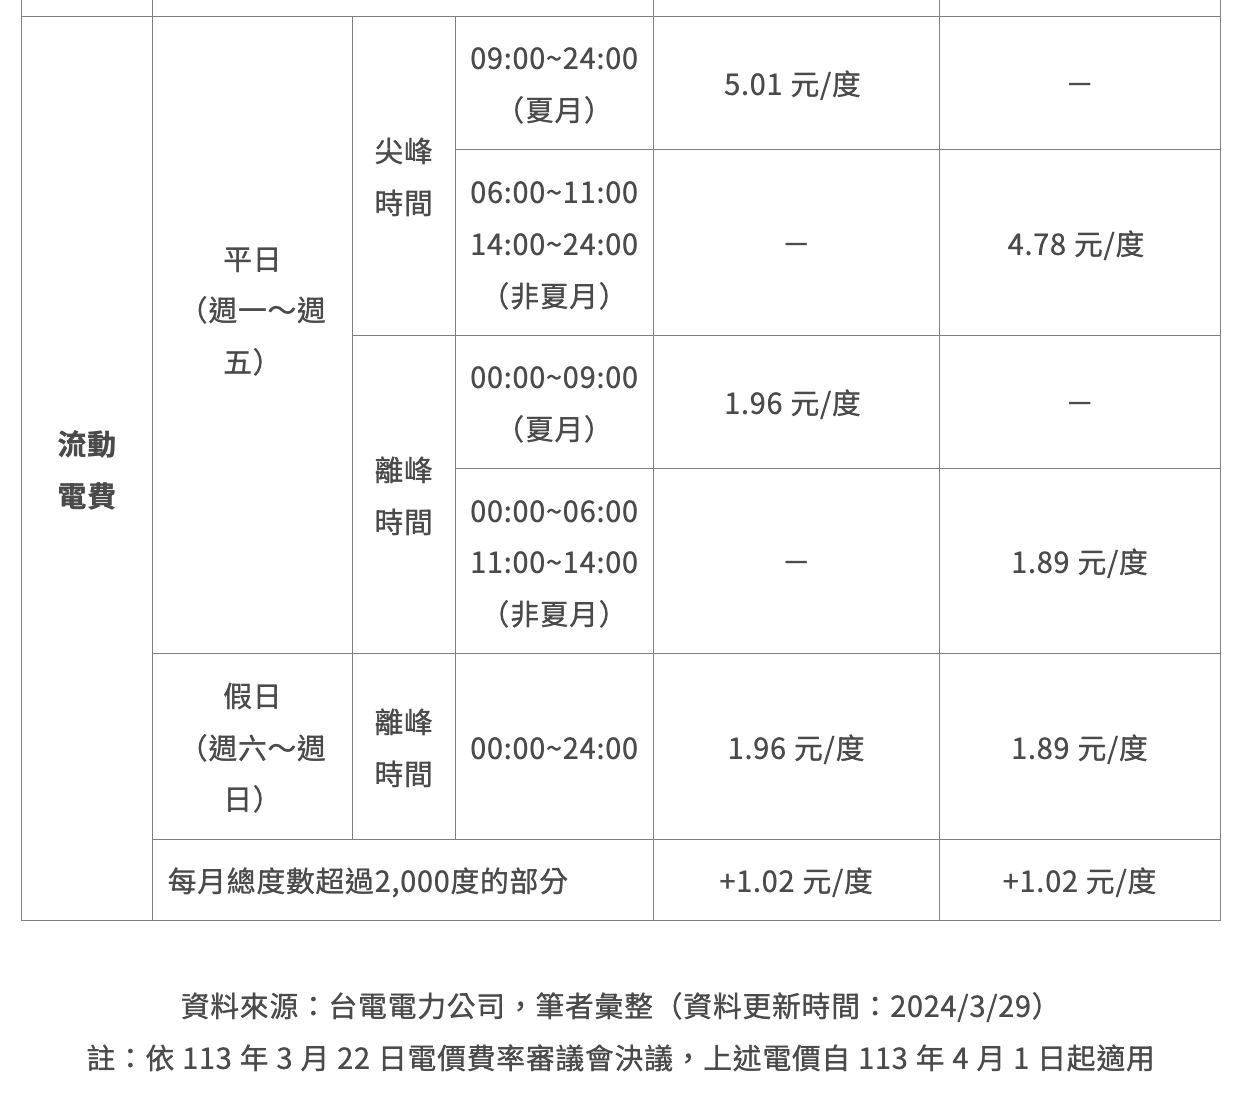 流動
電費
平日
（週一～週
五）
尖峰
時間
09:00~24:00
（夏月）
5.01 元/度
－
06:00~11:00
14:00~24:00
（非夏月）
－
4.78 元/度
離峰
時間
00:00~09:00
（夏月）
1.96 元/度
－
00:00~06:00
11:00~14:00
（非夏月）
－
1.89 元/度
假日
（週六～週
日）
離峰
時間
00:00~24:00
1.96 元/度
1.89 元/度
每月總度數超過2,000度的部分
+1.02 元/度
+1.02 元/度
資料來源：台電電力公司，筆者彙整（資料更新時間：2024/3/29）
註：依 113 年 3 月 22 日電價費率審議會決議，上述電價自 113 年 4 月 1 日起適用